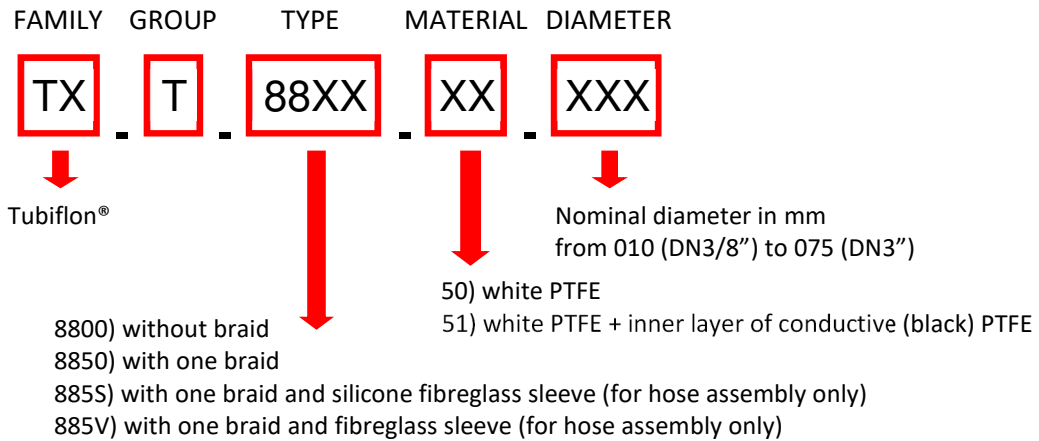 FAMILY GROUP TYPE MATERIAL DIAMETER
TX - T - 88XX - XX - XXX
Tubiflon®
Nominal diameter in mm
from 010 (DN3/8”) to 075 (DN3”)
50) white PTFE
51) white PTFE + inner layer of conductive (black) PTFE
8800) without braid
8850) with one braid
885S) with one braid and silicone fibreglass sleeve (for hose assembly only)
885V) with one braid and fibreglass sleeve (for hose assembly only)